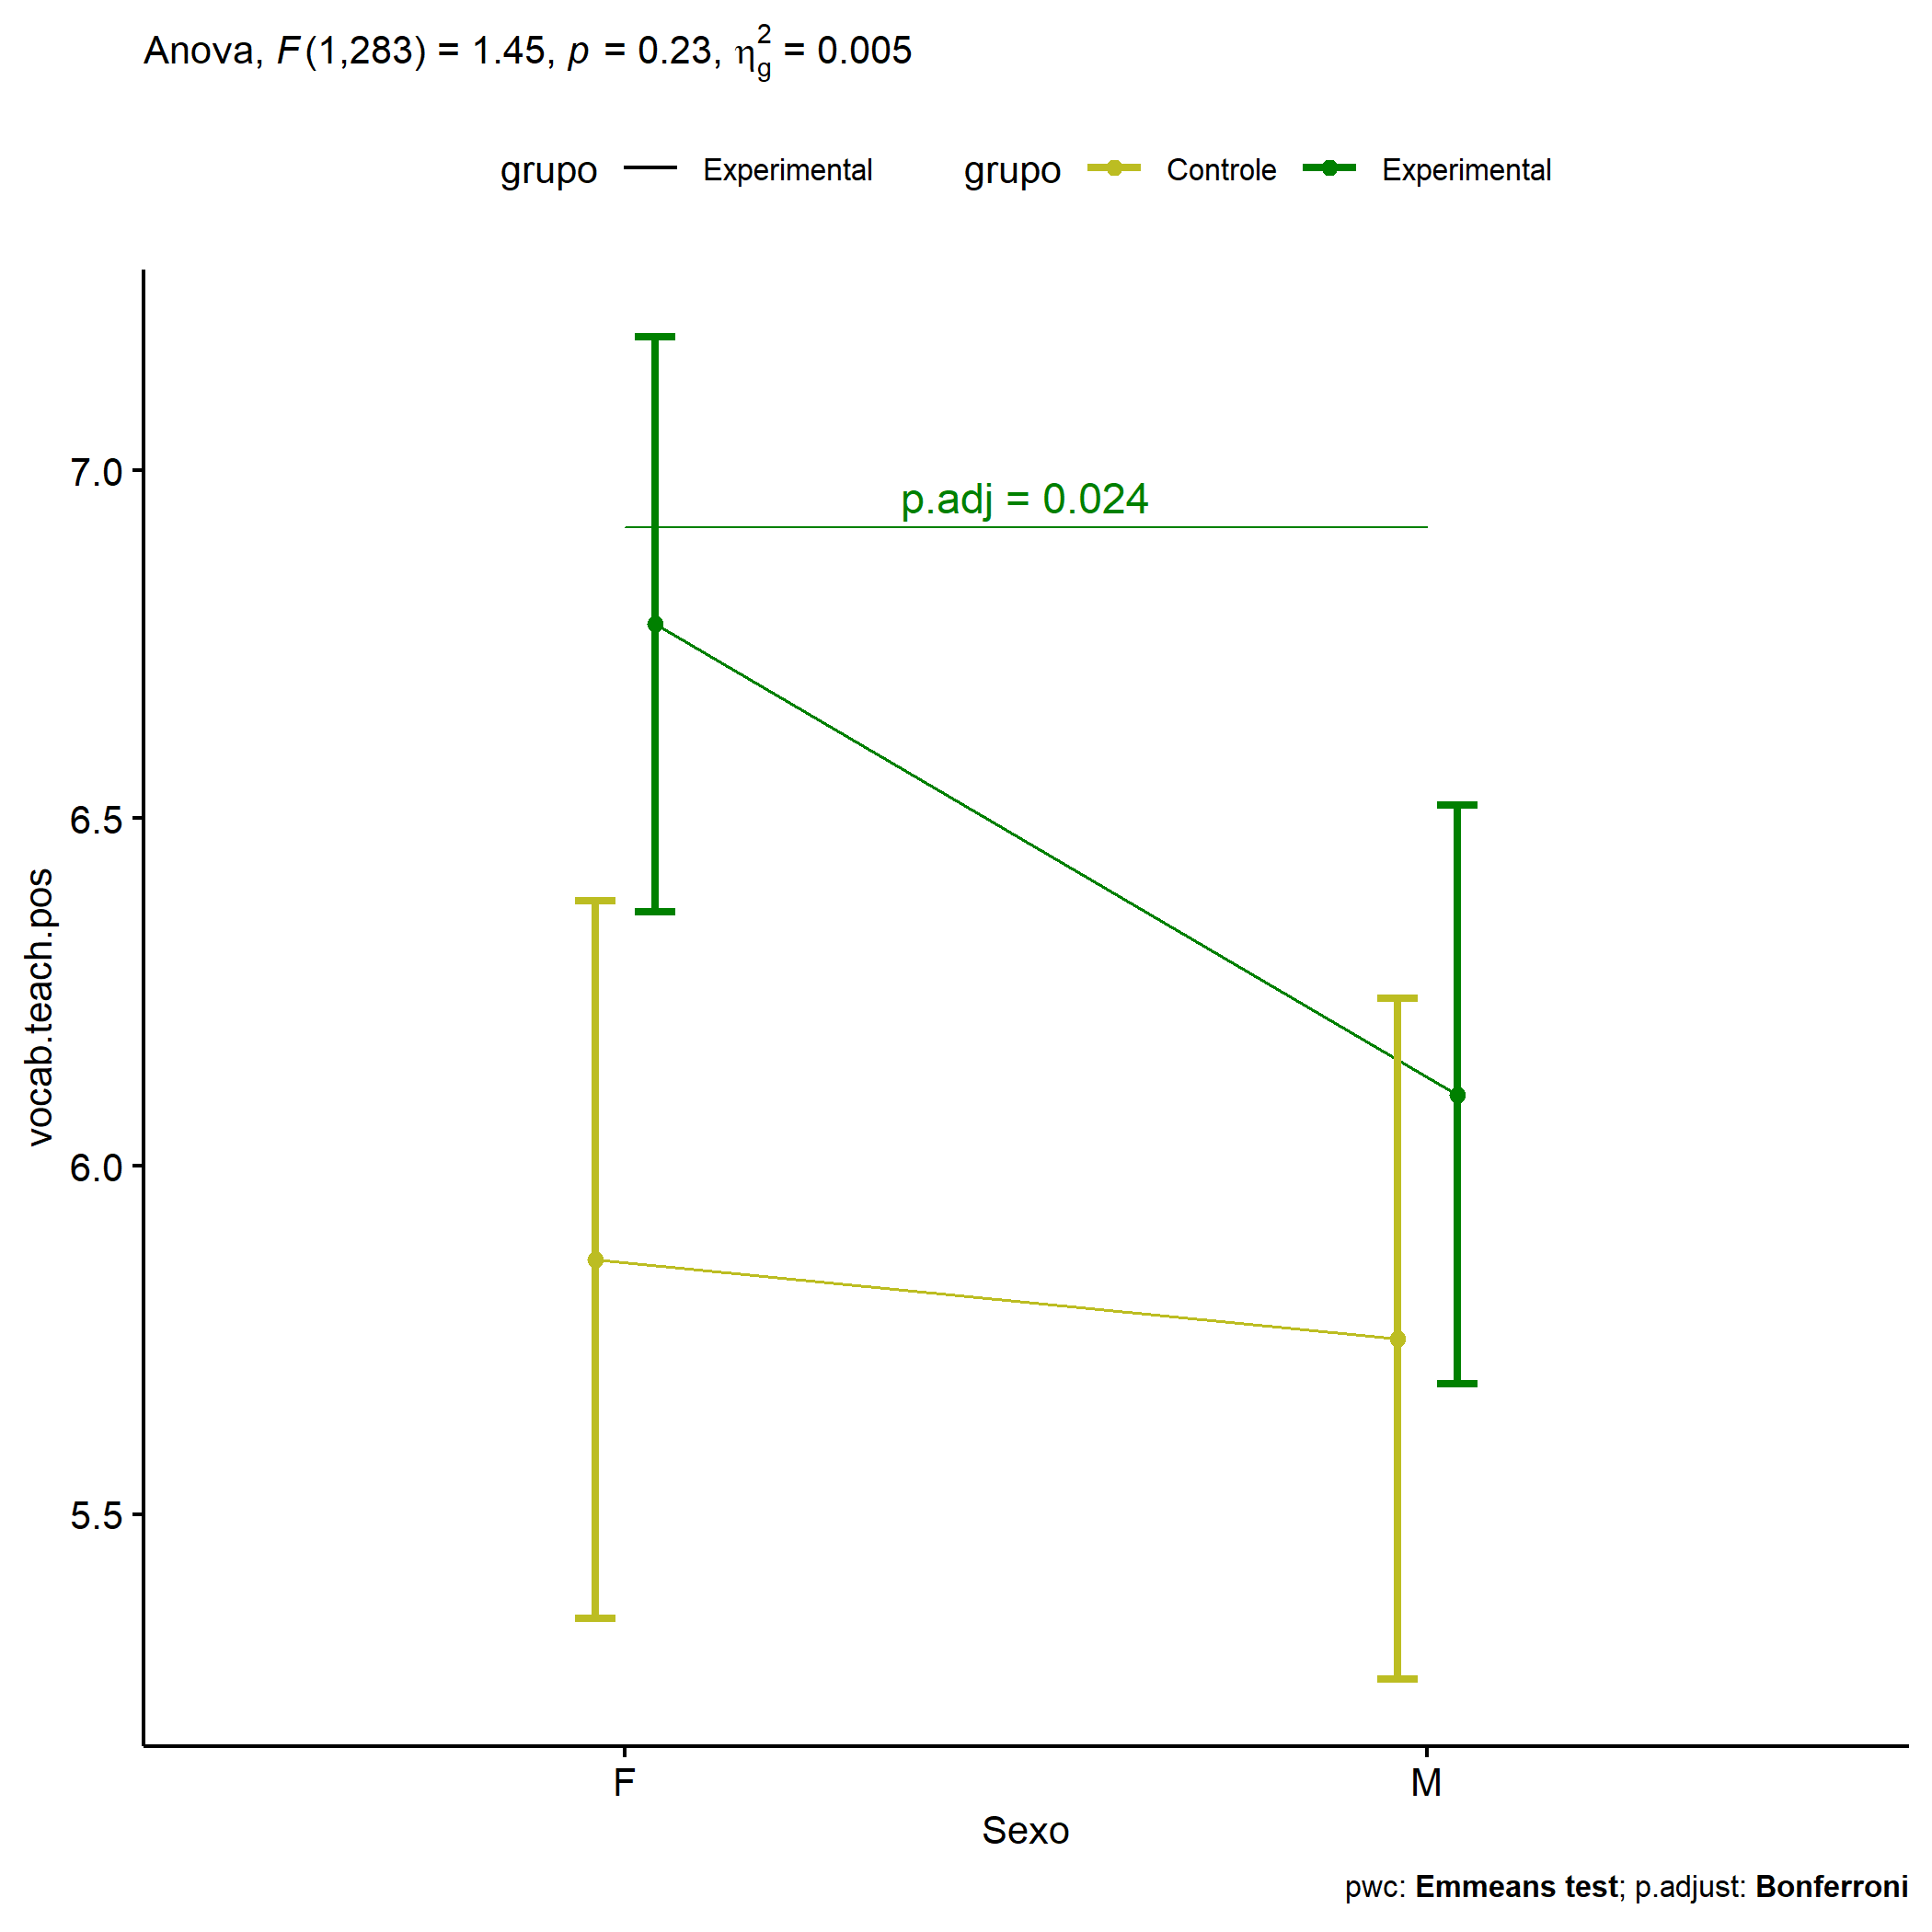 Anova, F(1,283) = 1.45, p = 0.23, η²g = 0.005
grupo Experimental grupo Controle Experimental
p.adj = 0.024
vocab.teach.pos
7.0
6.5
6.0
5.5
F M
Sexo
pwc: Emmeans test; p.adjust: Bonferroni